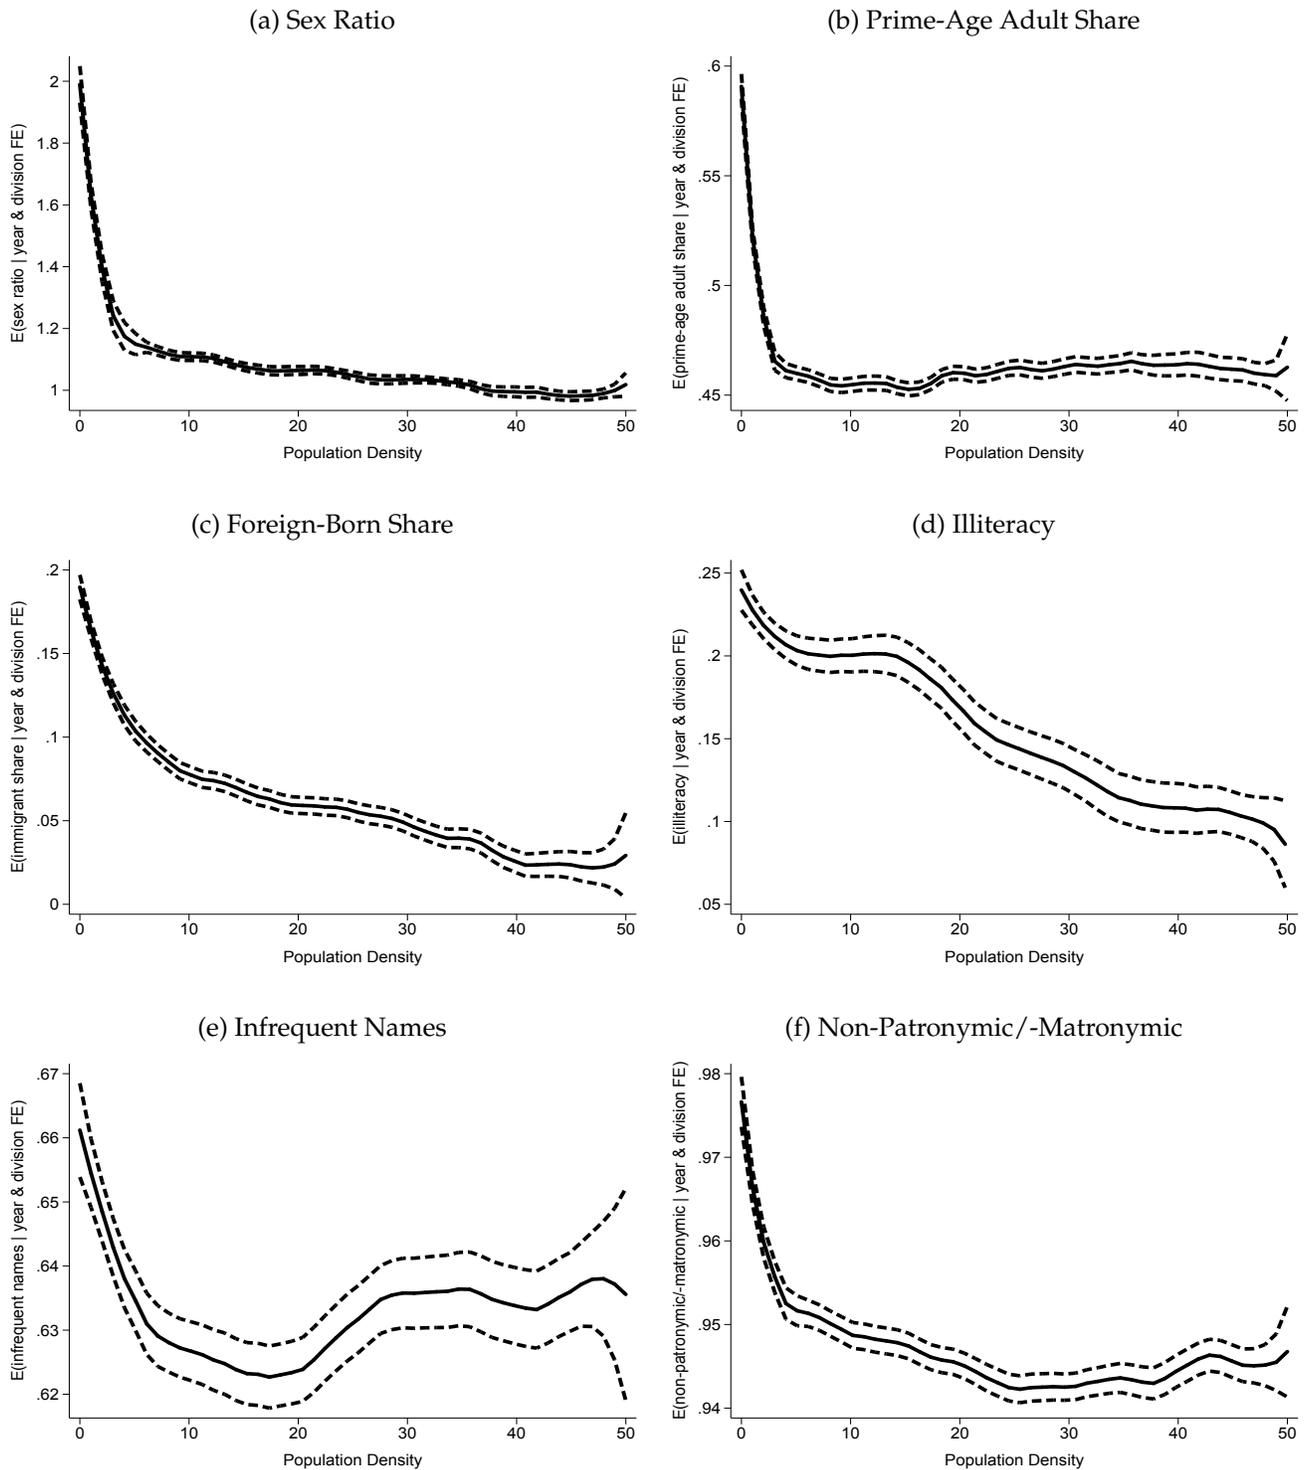 (a) Sex Ratio
E(sex ratio | year & division FE)
2
1.8
1.6
1.4
1.2
1
0 10 20 30 40 50
Population Density
(b) Prime-Age Adult Share
E(prime-age adult share | year & division FE)
.6
.55
.5
.45
0 10 20 30 40 50
Population Density
(c) Foreign-Born Share
E(immigrant share | year & division FE)
.2
.15
.1
.05
0
0 10 20 30 40 50
Population Density
(d) Illiteracy
E(illiteracy | year & division FE)
.25
.2
.15
.1
.05
0 10 20 30 40 50
Population Density
(e) Infrequent Names
E(infrequent names | year & division FE)
.67
.66
.65
.64
.63
.62
0 10 20 30 40 50
Population Density
(f) Non-Patronymic/-Matronymic
E(non-patronymic/-matronymic | year & division FE)
.98
.97
.96
.95
.94
0 10 20 30 40 50
Population Density